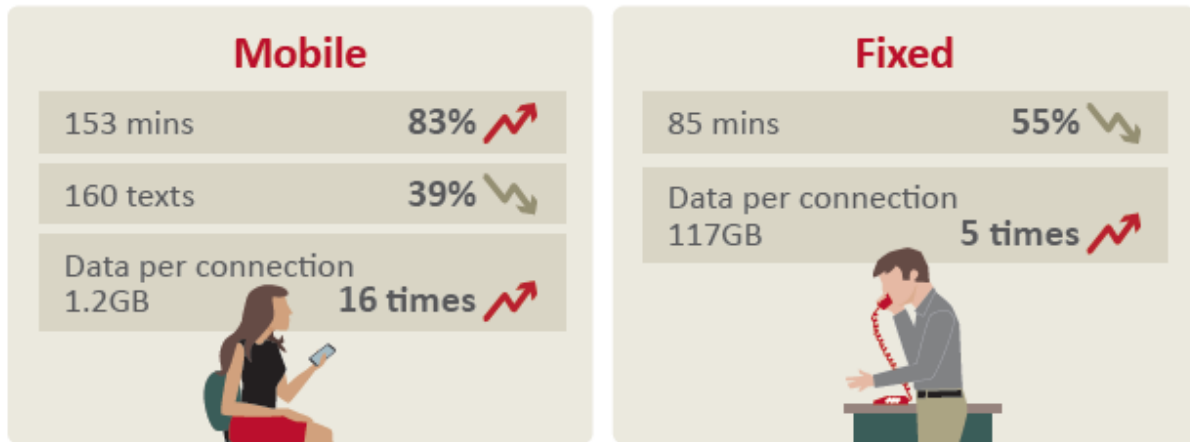 Mobile
153 mins 83%
160 texts 39%
Data per connection
1.2GB 16 times
Fixed
85 mins 55%
Data per connection
117GB 5 times